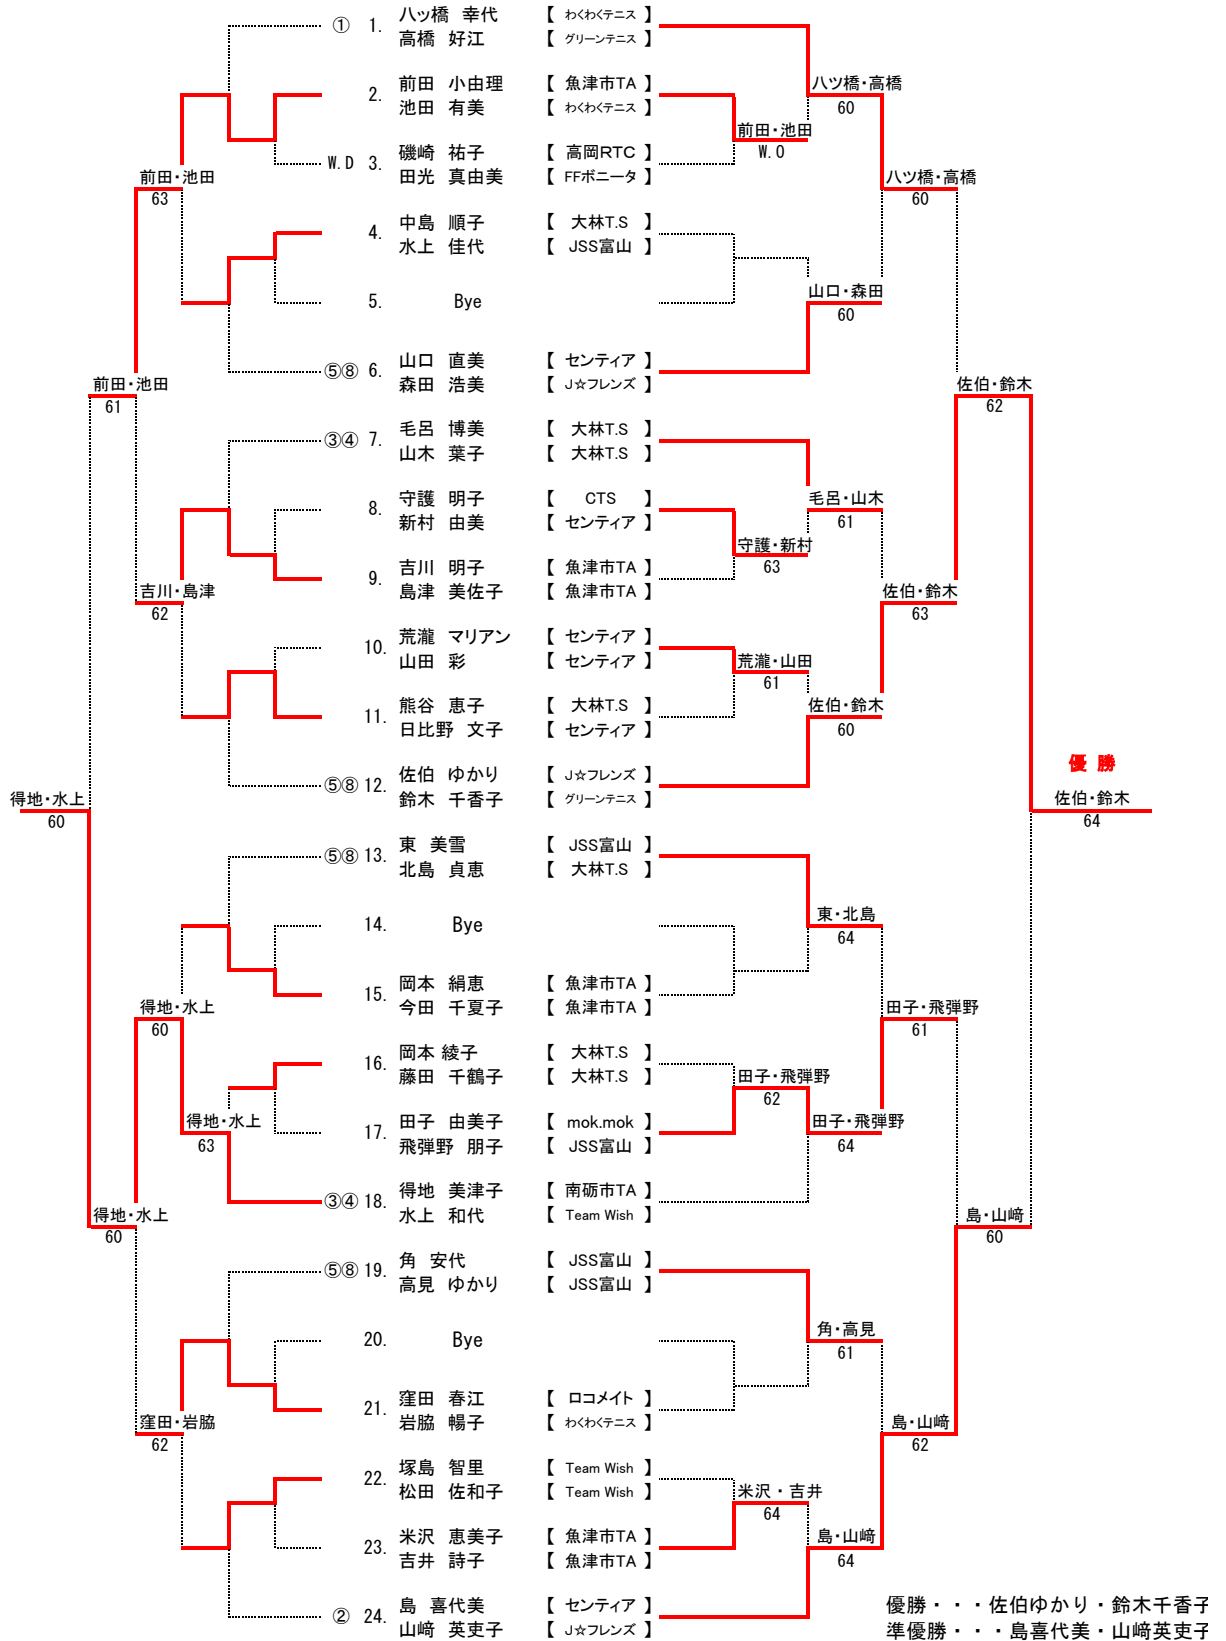 ① 1. 八ッ橋 幸代 【 わくわくテニス 】
高橋 好江 【 グリーンテニス 】
2. 前田 小由理 【 魚津市TA 】
池田 有美 【 わくわくテニス 】
W.D 3. 磯崎 祐子 【 高岡RTC 】
田光 真由美 【 FFボニータ 】
4. 中島 順子 【 大林T.S 】
水上 佳代 【 JSS富山 】
5. Bye
⑤⑧ 6. 山口 直美 【 センティア 】
森田 浩美 【 J☆フレンズ 】
③④ 7. 毛呂 博美 【 大林T.S 】
山木 葉子 【 大林T.S 】
8. 守護 明子 【 CTS 】
新村 由美 【 センティア 】
9. 吉川 明子 【 魚津市TA 】
島津 美佐子 【 魚津市TA 】
10. 荒瀧 マリアン 【 センティア 】
山田 彩 【 センティア 】
11. 熊谷 恵子 【 大林T.S 】
日比野 文子 【 センティア 】
⑤⑧ 12. 佐伯 ゆかり 【 J☆フレンズ 】
鈴木 千香子 【 グリーンテニス 】
⑤⑧ 13. 東 美雪 【 JSS富山 】
北島 貞恵 【 大林T.S 】
14. Bye
15. 岡本 絹恵 【 魚津市TA 】
今田 千夏子 【 魚津市TA 】
16. 岡本 綾子 【 大林T.S 】
藤田 千鶴子 【 大林T.S 】
17. 田子 由美子 【 mok.mok 】
飛弾野 朋子 【 JSS富山 】
③④ 18. 得地 美津子 【 南砺市TA 】
水上 和代 【 Team Wish 】
⑤⑧ 19. 角 安代 【 JSS富山 】
高見 ゆかり 【 JSS富山 】
20. Bye
21. 窪田 春江 【 ロコメイト 】
岩脇 暢子 【 わくわくテニス 】
22. 塚島 智里 【 Team Wish 】
松田 佐和子 【 Team Wish 】
23. 米沢 恵美子 【 魚津市TA 】
吉井 詩子 【 魚津市TA 】
② 24. 島 喜代美 【 センティア 】
山﨑 英吏子 【 J☆フレンズ 】
前田・池田
63
前田・池田
61
吉川・島津
62
得地・水上
60
得地・水上
60
得地・水上
63
得地・水上
60
窪田・岩脇
62
前田・池田
W.O
守護・新村
63
荒瀧・山田
61
田子・飛弾野
62
米沢・吉井
64
八ツ橋・高橋
60
山口・森田
60
毛呂・山木
61
佐伯・鈴木
60
東・北島
64
田子・飛弾野
64
角・高見
61
島・山﨑
64
八ツ橋・高橋
60
佐伯・鈴木
63
田子・飛弾野
61
島・山﨑
62
佐伯・鈴木
62
島・山﨑
60
優 勝
佐伯・鈴木
64
優勝・・・佐伯ゆかり・鈴木千香子
準優勝・・・島喜代美・山﨑英吏子